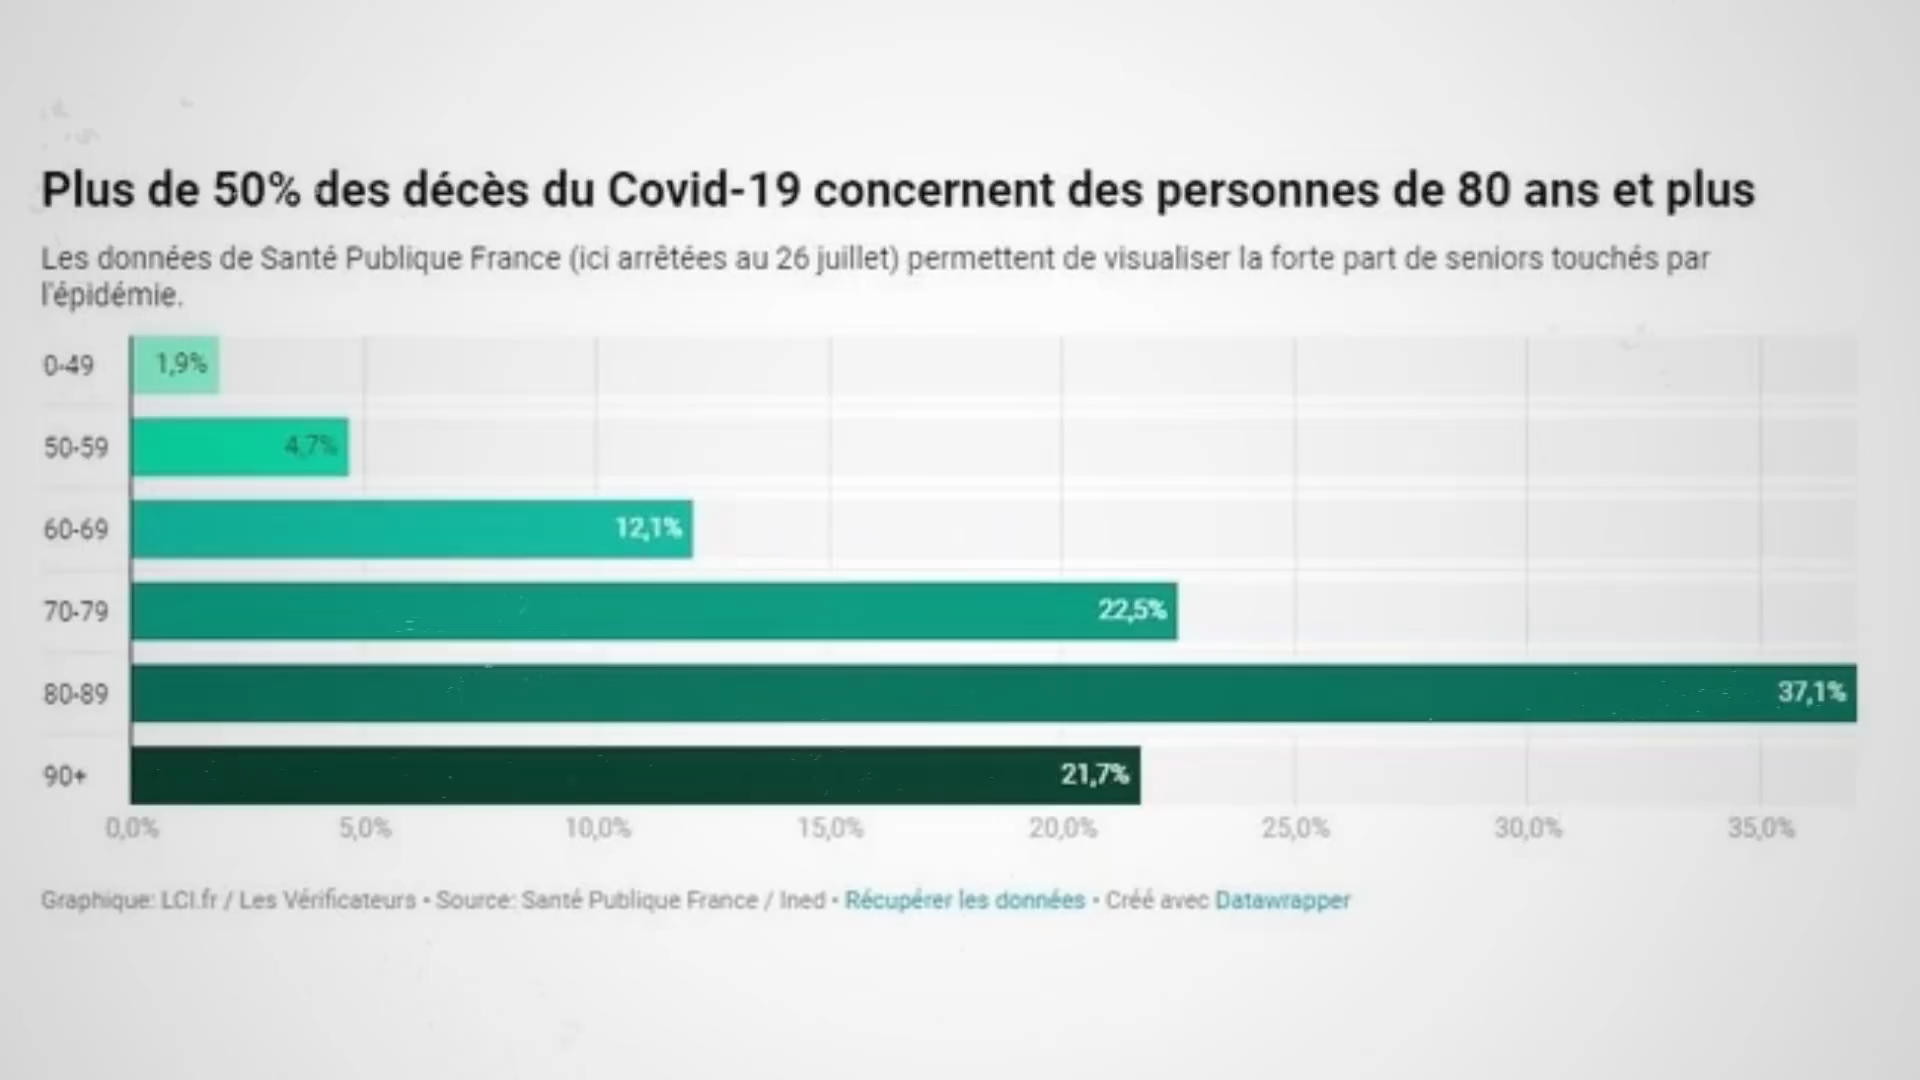 Plus de 50% des décès du Covid-19 concernent des personnes de 80 ans et plus
Les données de Santé Publique France (ici arrêtées au 26 juillet) permettent de visualiser la forte part de seniors touchés par
l'épidémie.
0-49 1,9%
50-59 4,7%
60-69 12,1%
70-79 22,5%
80-89 37,1%
90+ 21,7%
0,0% 5,0% 10,0% 15,0% 20,0% 25,0% 30,0% 35,0%
Graphique: LCI.fr / Les Vérificateurs • Source: Santé Publique France / Ined • Récupérer les données • Créé avec Datawrapper